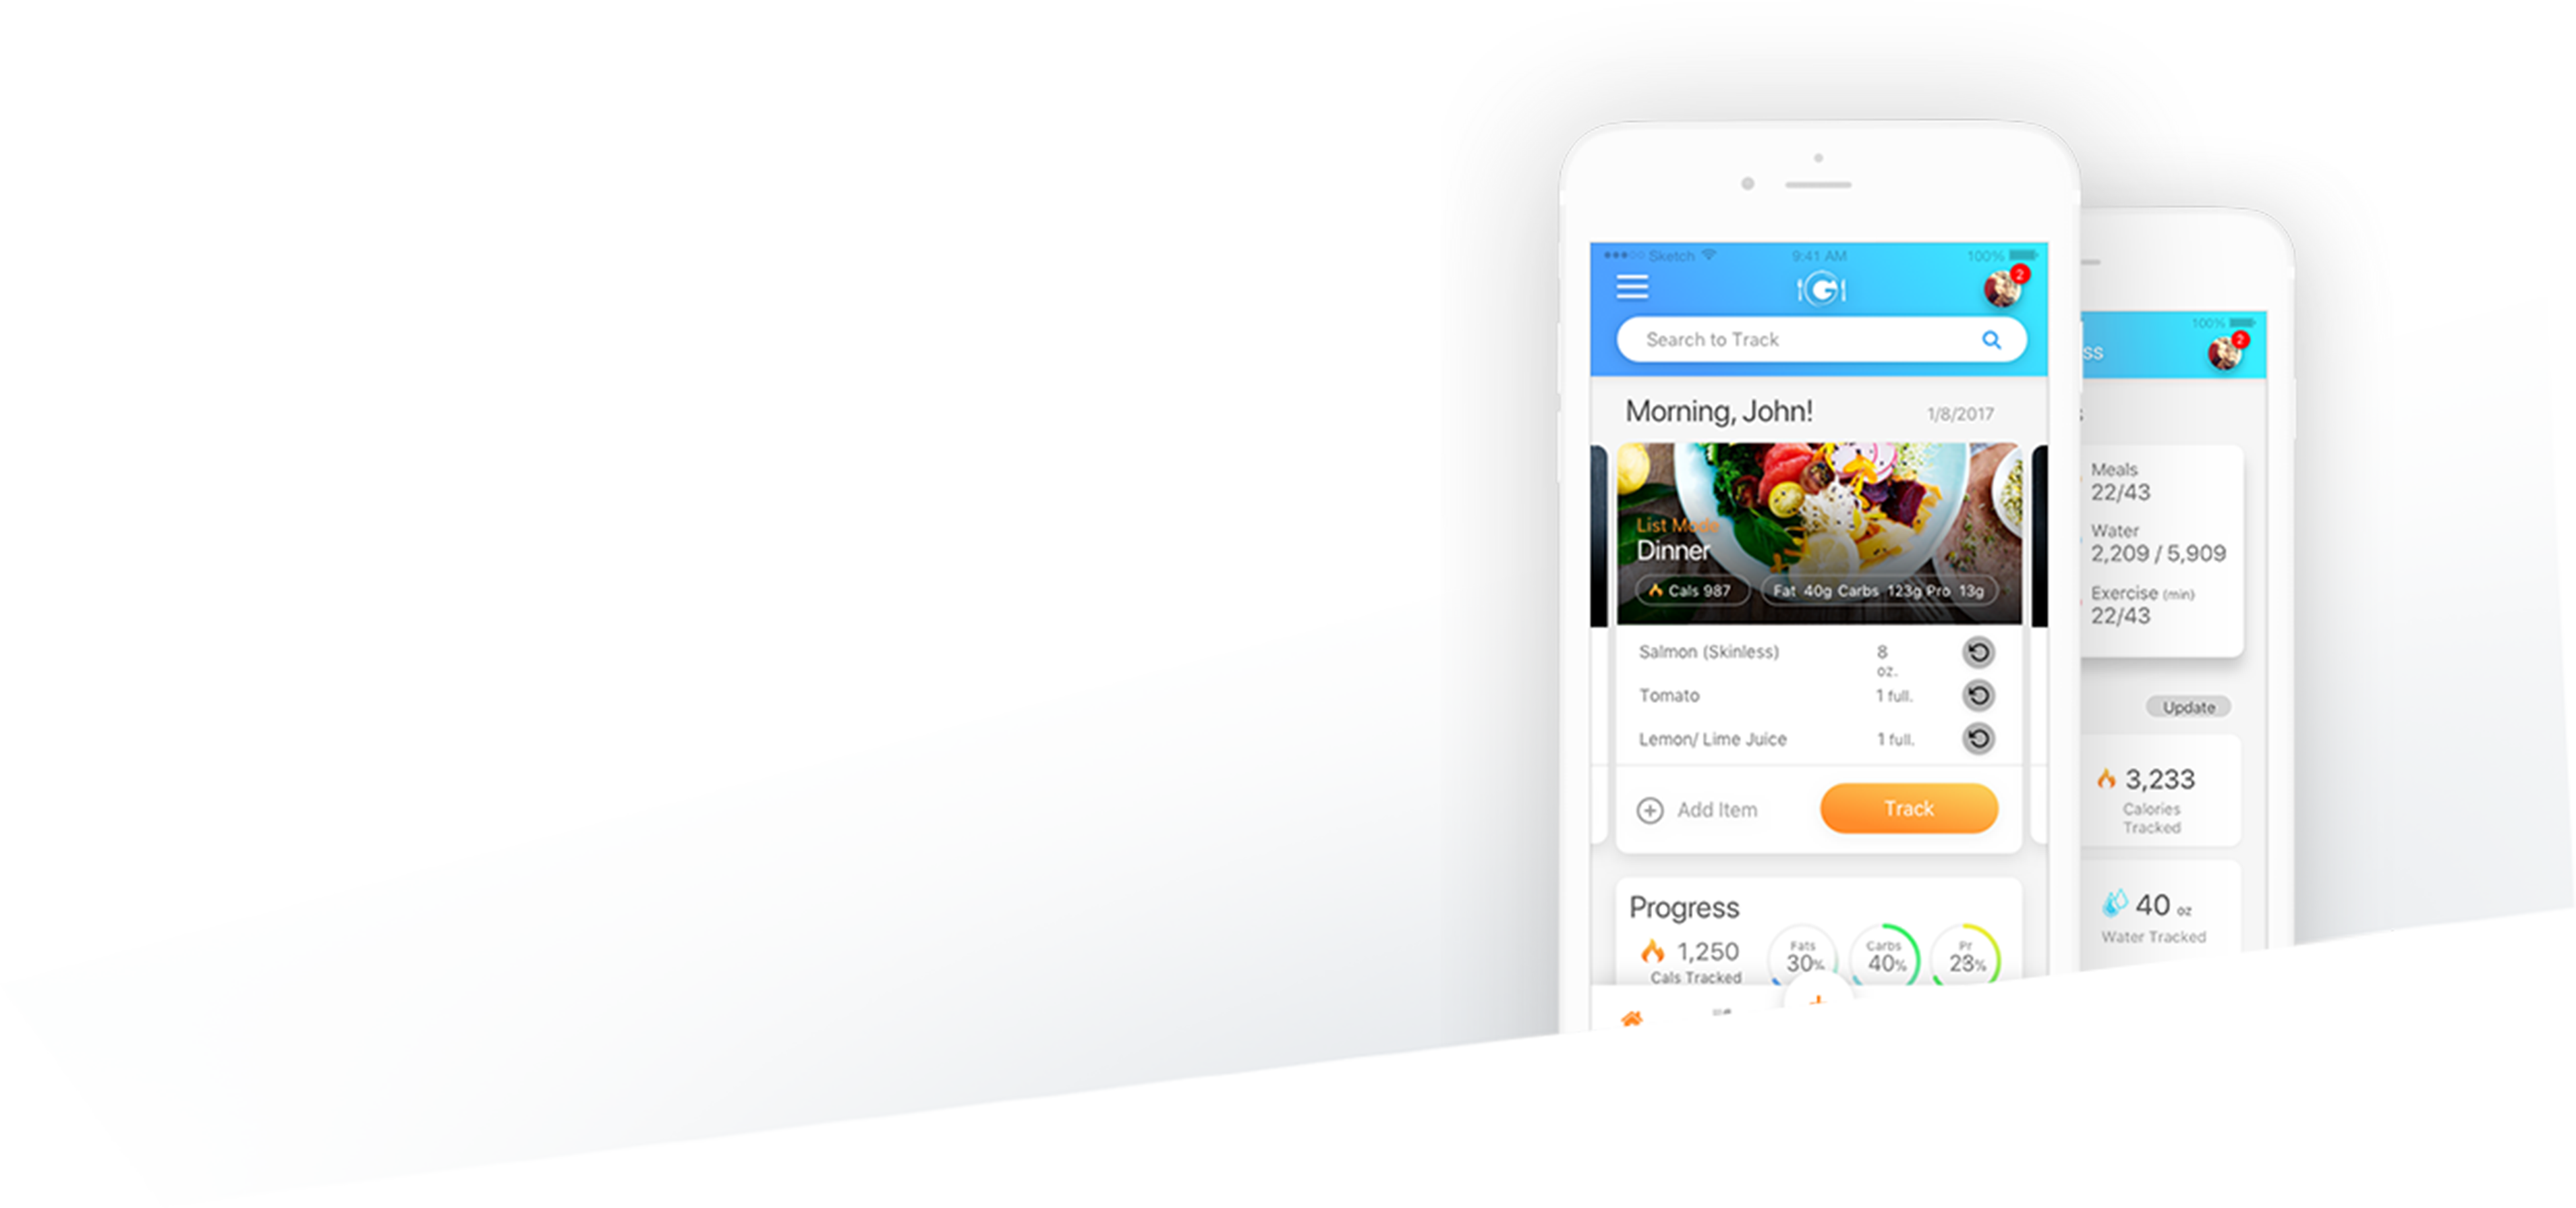 Sketch 9:41 AM 100%
G
2
Search to Track
Morning, John! 1/8/2017
List Mode
Dinner
Cals 987 Fat 40g Carbs 123g Pro 13g
Salmon (Skinless) 8 oz.
Tomato 1 full.
Lemon/ Lime Juice 1 full.
Add Item Track
Progress
1,250
Cals Tracked
Fats
30%
Carbs
40%
Pr
23%
100%
ss 2
s
Meals
22/43
Water
2,209 / 5,909
Exercise (min)
22/43
Update
3,233
Calories
Tracked
40 oz
Water Tracked